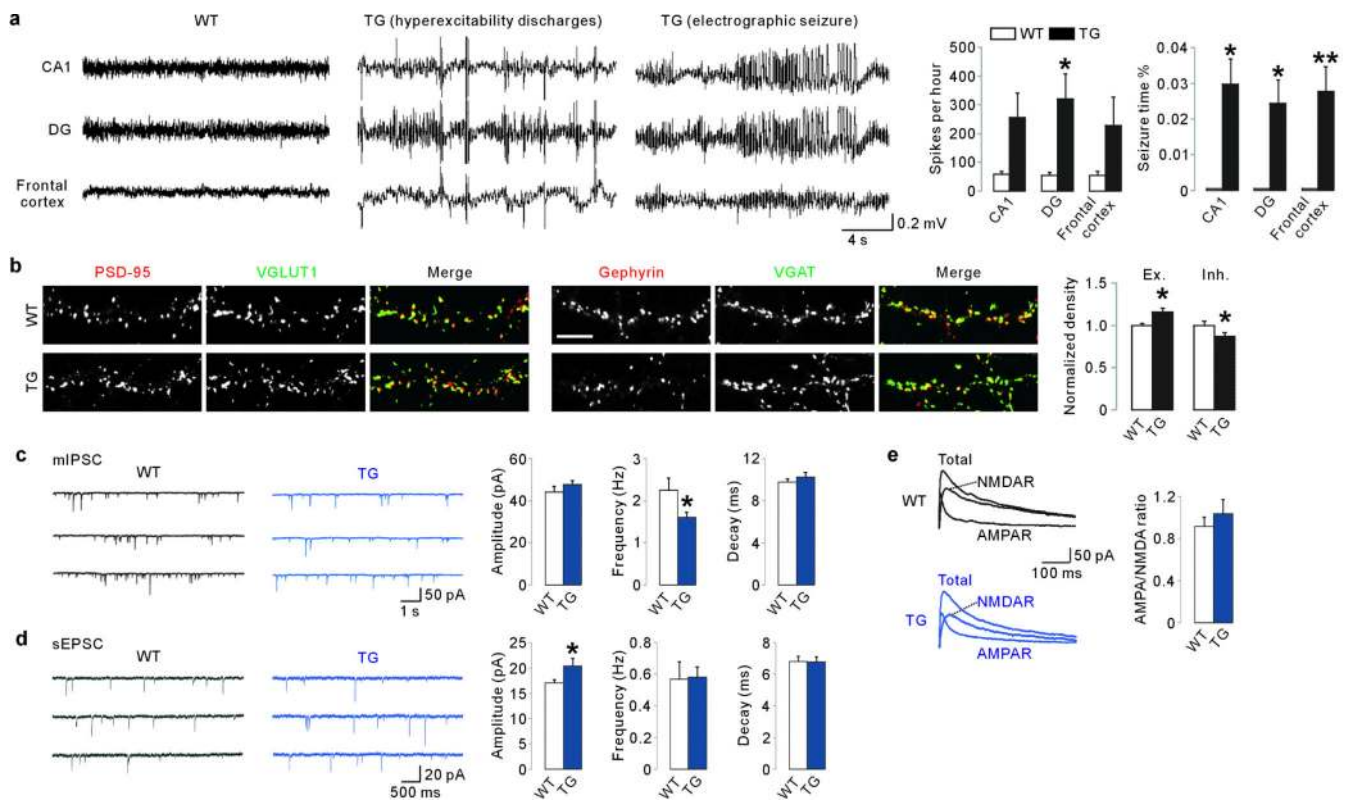 a
WT
TG (hyperexcitability discharges)
TG (electrographic seizure)
CA1
DG
Frontal
cortex
0.2 mV
4 s
WT TG
Spikes per hour
500
400
300
200
100
0
*
CA1
DG
Frontal
cortex
Seizure time %
0.04
0.03
0.02
0.01
0
*
*
**
CA1
DG
Frontal
cortex
b
PSD-95
VGLUT1
Merge
Gephyrin
VGAT
Merge
WT
TG
Normalized density
1.5
1.0
0.5
0
Ex.
Inh.
*
*
WT
TG
WT
TG
c
mIPSC
WT
TG
50 pA
1 s
Amplitude (pA)
60
40
20
0
WT
TG
Frequency (Hz)
3
2
1
0
*
WT
TG
Decay (ms)
12
8
4
0
WT
TG
d
sEPSC
WT
TG
20 pA
500 ms
Amplitude (pA)
25
20
15
10
5
0
*
WT
TG
Frequency (Hz)
0.8
0.6
0.4
0.2
0
WT
TG
Decay (ms)
8
6
4
2
0
WT
TG
e
Total
NMDAR
WT
AMPAR
50 pA
100 ms
Total
NMDAR
TG
AMPAR
AMPA/NMDA ratio
1.2
0.8
0.4
0
WT
TG